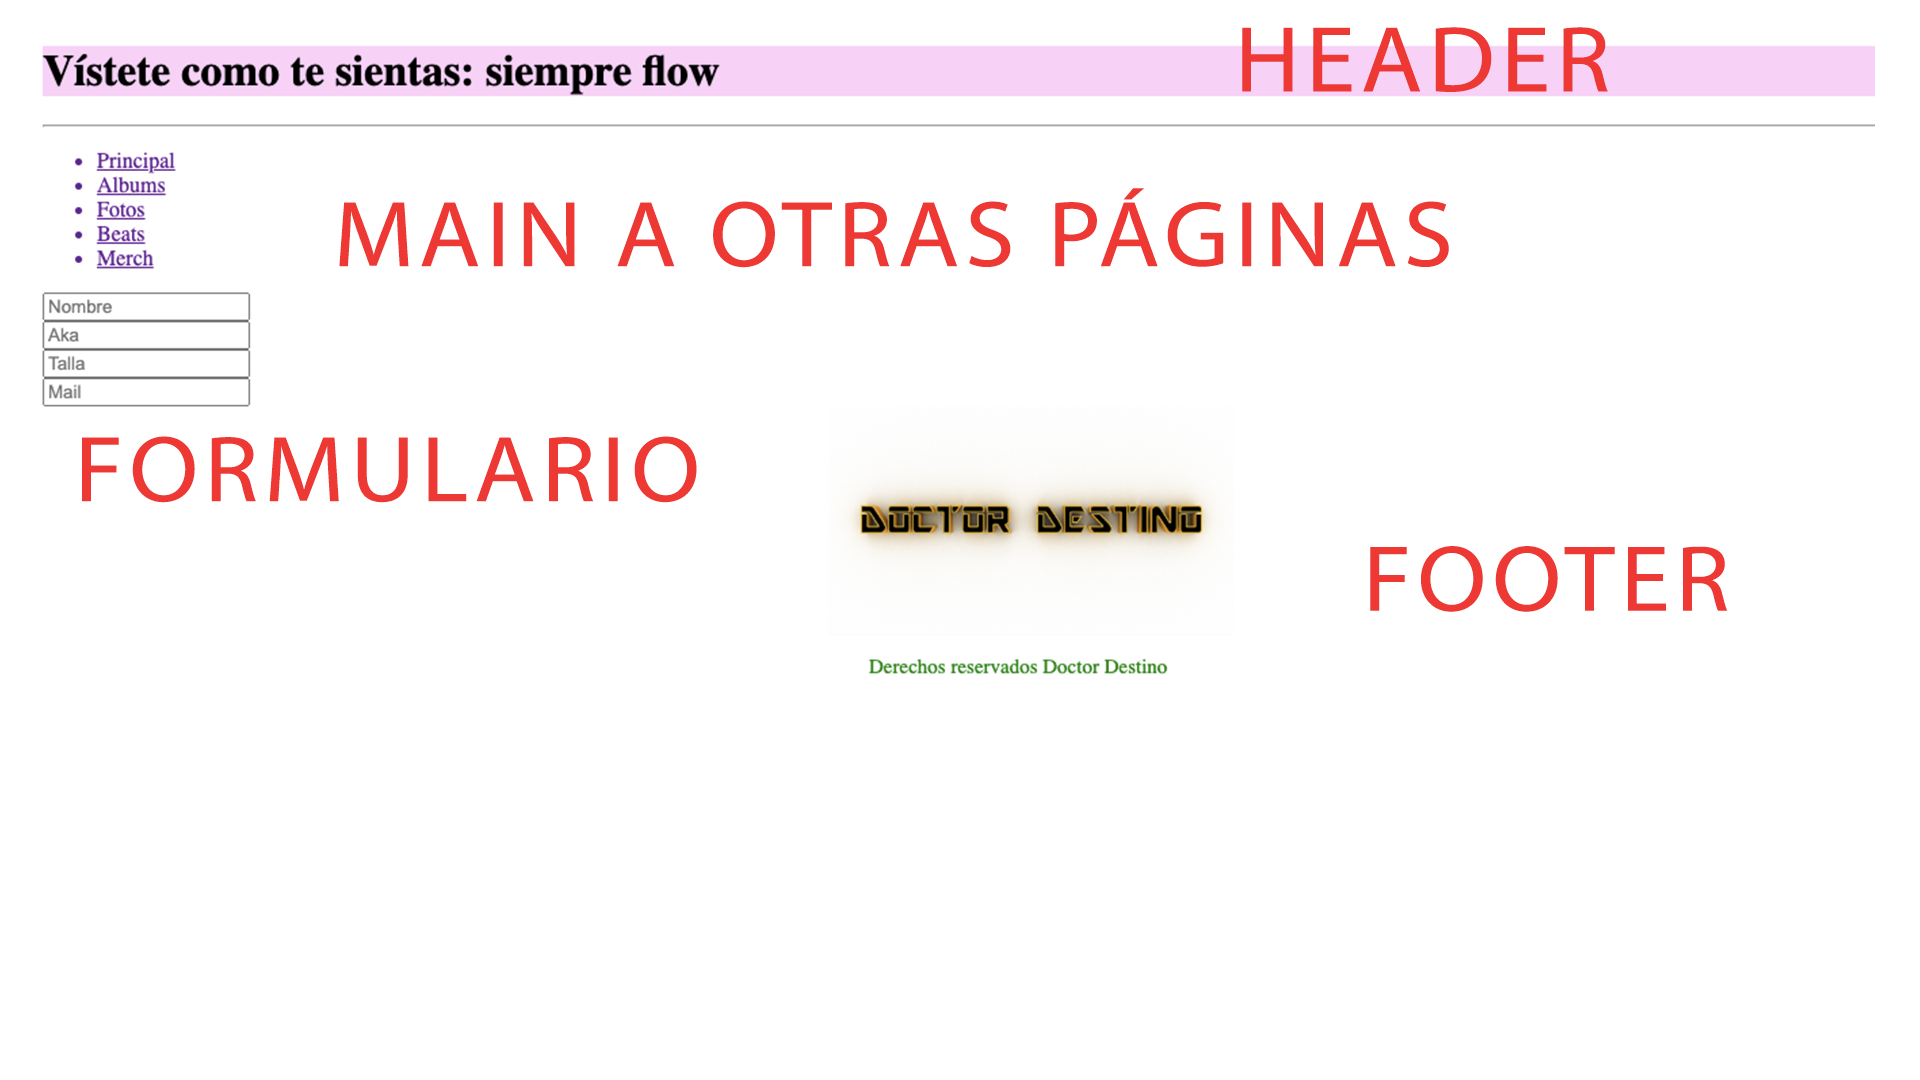 HEADER
Vístete como te sientas: siempre flow
Principal
Albums
Fotos
Beats
Merch
MAIN A OTRAS PÁGINAS
Nombre
Aka
Talla
Mail
FORMULARIO
DOCTOR DESTINO
FOOTER
Derechos reservados Doctor Destino